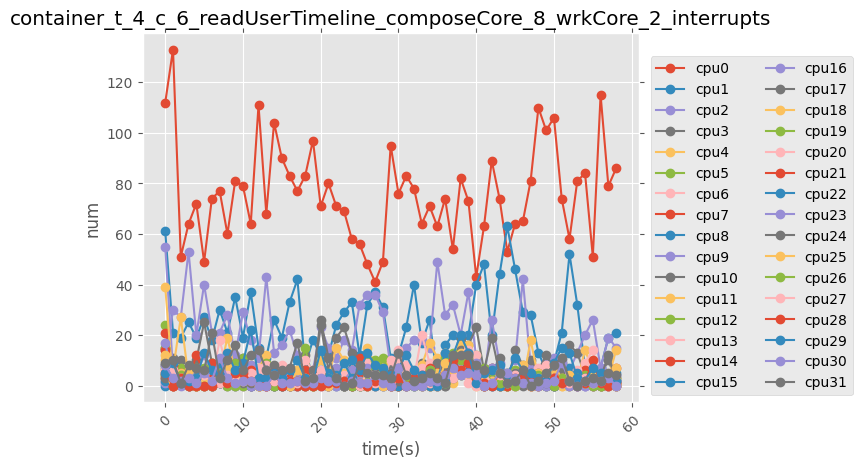 container_t_4_c_6_readUserTimeline_composeCore_8_wrkCore_2_interrupts
num
120
100
80
60
40
20
0
0
10
20
30
40
50
60
time(s)
cpu0
cpu1
cpu2
cpu3
cpu4
cpu5
cpu6
cpu7
cpu8
cpu9
cpu10
cpu11
cpu12
cpu13
cpu14
cpu15
cpu16
cpu17
cpu18
cpu19
cpu20
cpu21
cpu22
cpu23
cpu24
cpu25
cpu26
cpu27
cpu28
cpu29
cpu30
cpu31